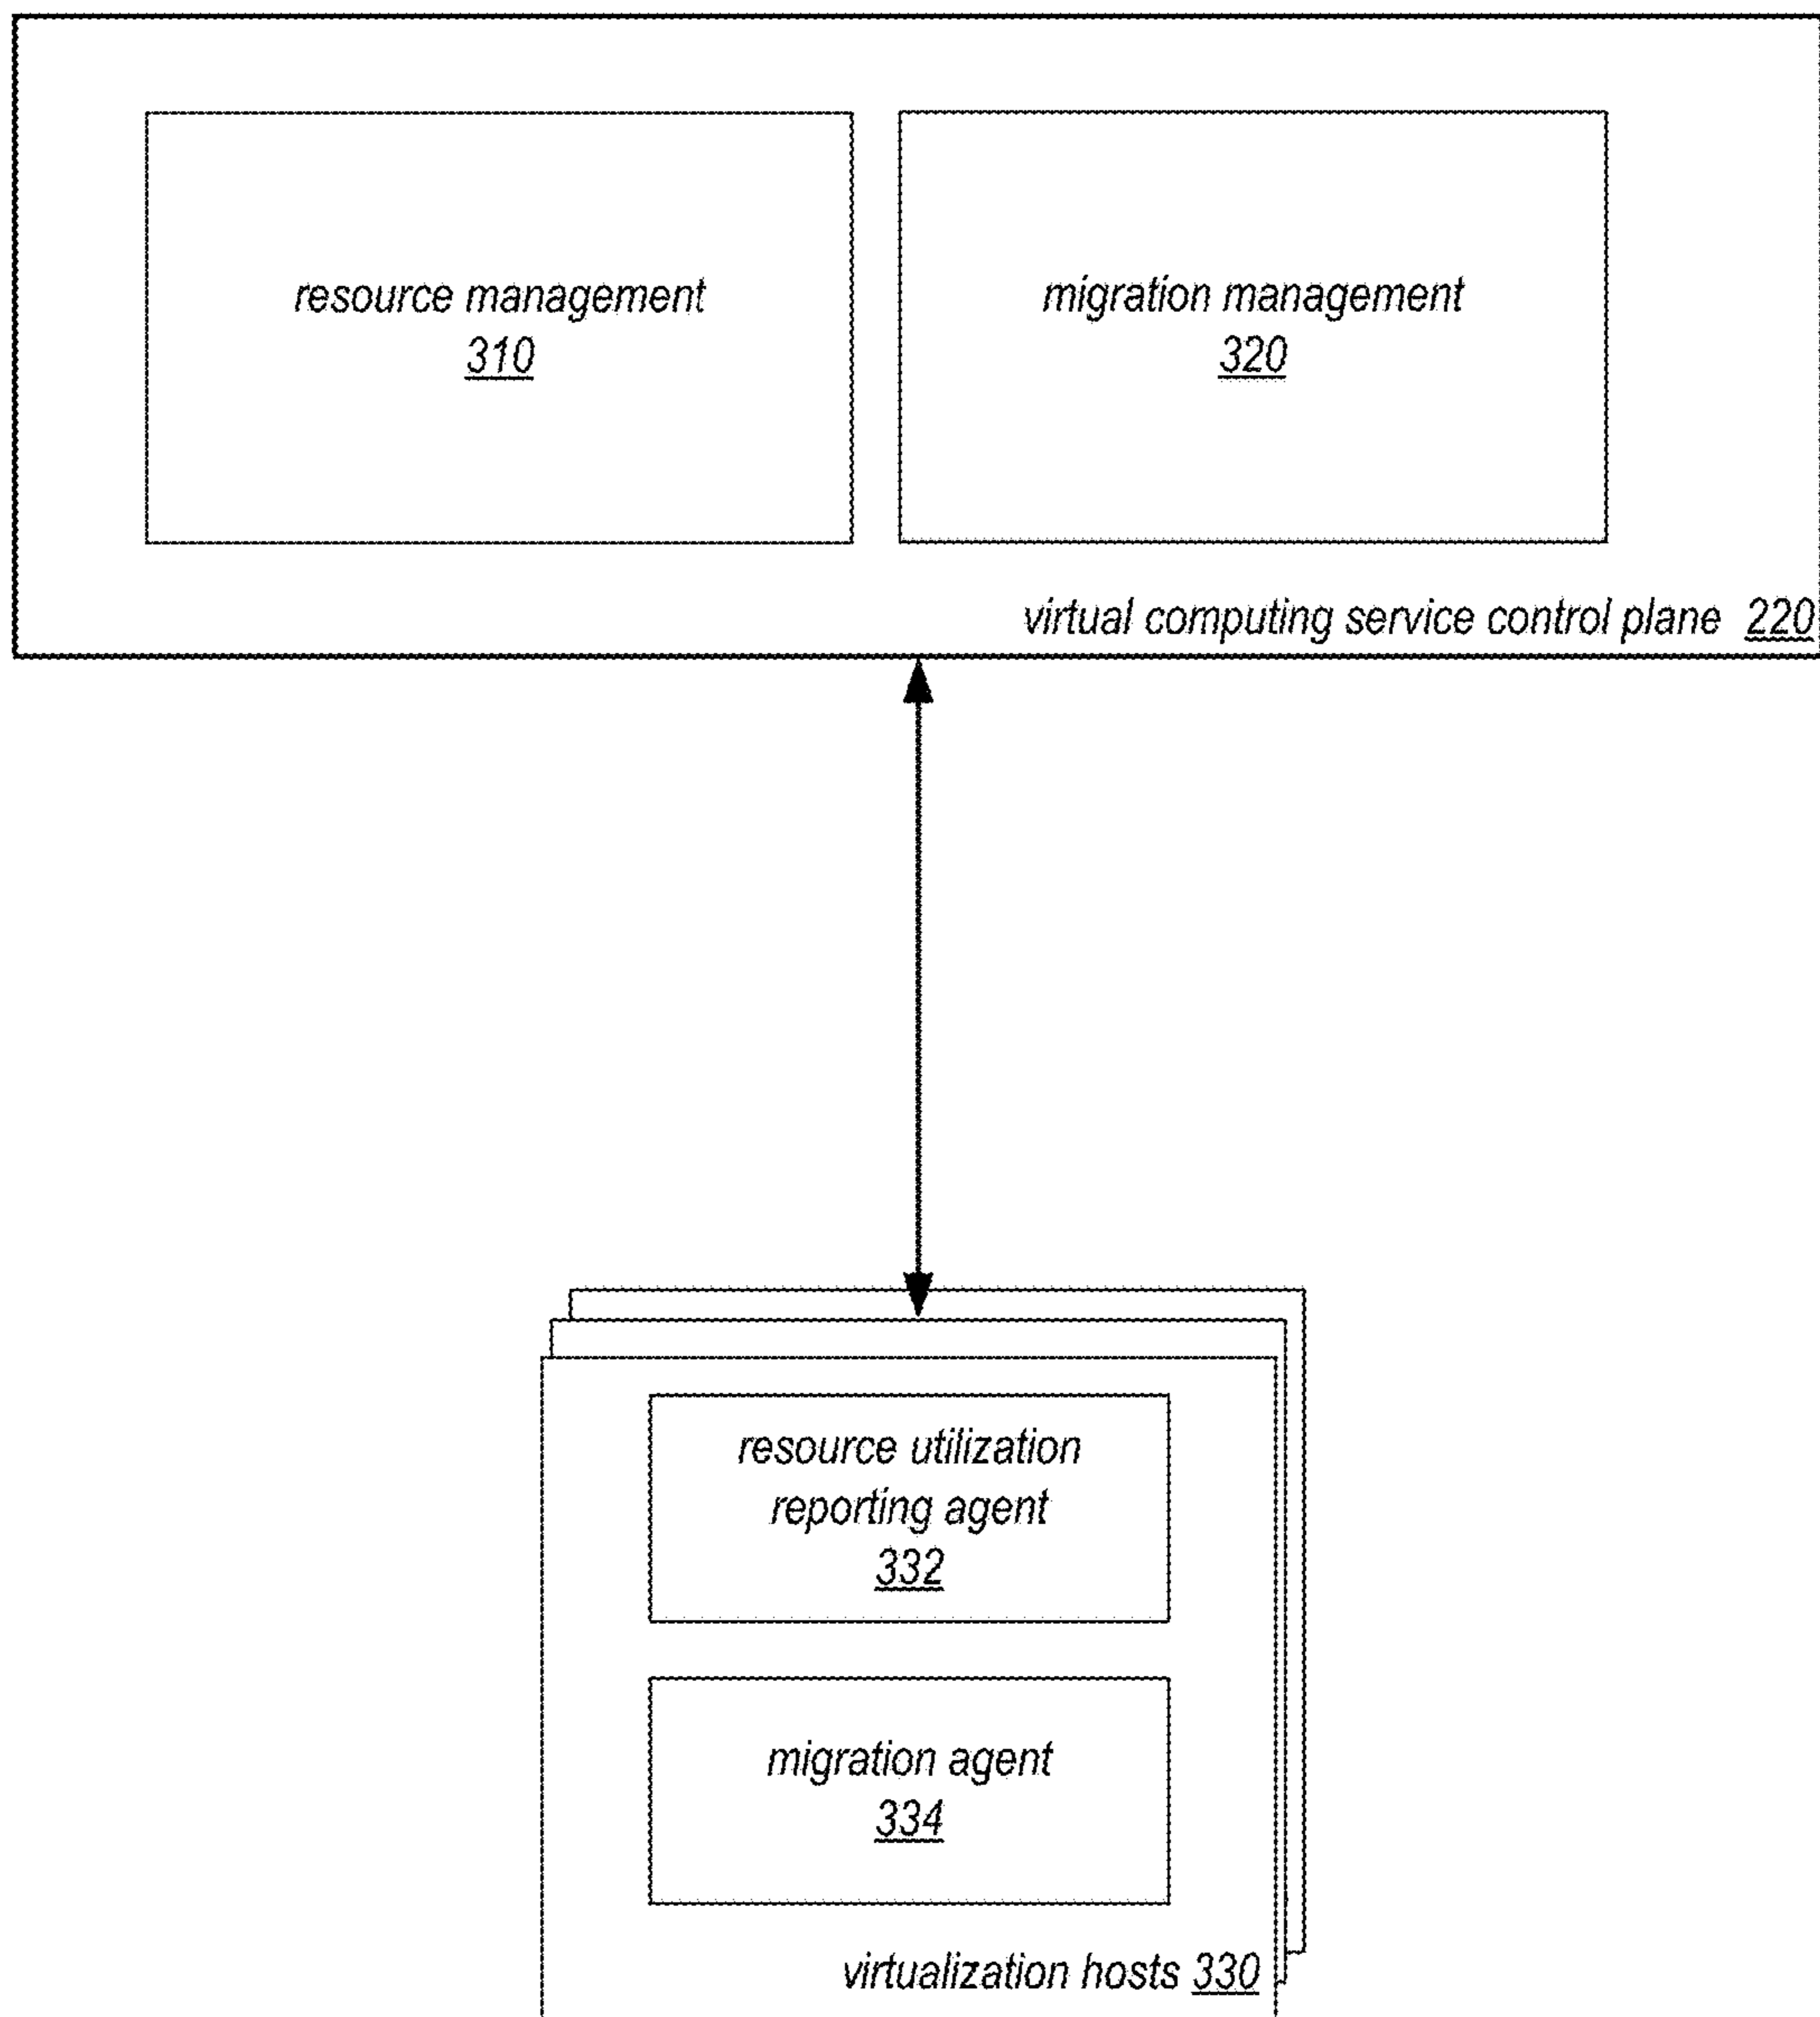 resource management
310
migration management
320
virtual computing service control plane 220
resource utilization
reporting agent
332
migration agent
334
virtualization hosts 330